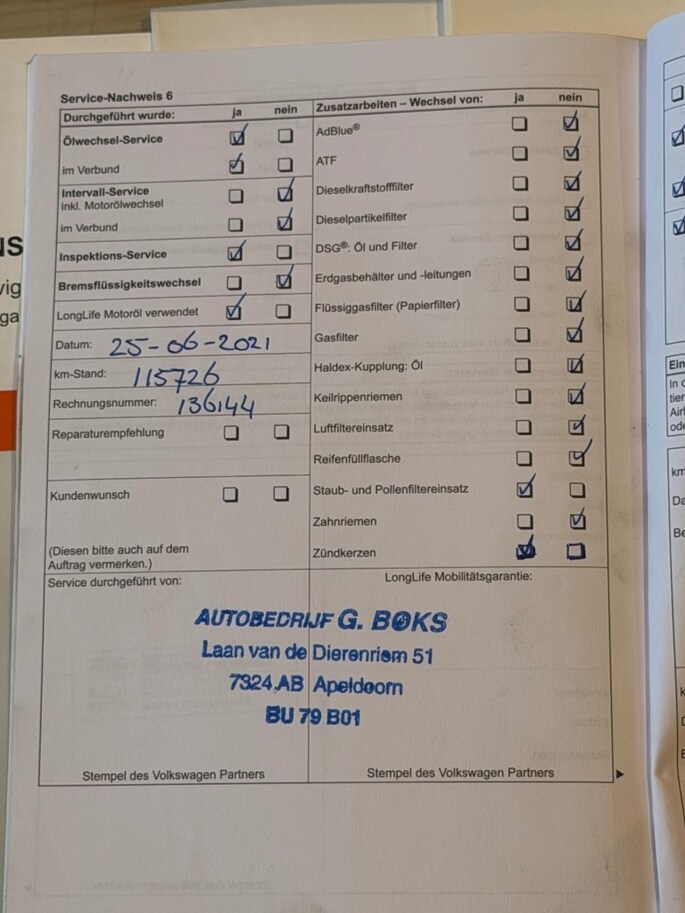 Service-Nachweis 6
Durchgeführt wurde: ja nein
Ölwechsel-Service
im Verbund
Intervall-Service
inkl. Motorölwechsel
im Verbund
Inspektions-Service
Bremsflüssigkeitswechsel
LongLife Motoröl verwendet
Datum: 25-06-2021
km-Stand: 115726
Rechnungsnummer: 136144
Reparaturempfehlung
Kundenwunsch
(Diesen bitte auch auf dem
Auftrag vermerken.)
Zusatzarbeiten – Wechsel von: ja nein
AdBlue®
ATF
Dieselkraftstofffilter
Dieselpartikelfilter
DSG®: Öl und Filter
Erdgasbehälter und -leitungen
Flüssiggasfilter (Papierfilter)
Gasfilter
Haldex-Kupplung: Öl
Keilrippenriemen
Luftfiltereinsatz
Reifenfüllflasche
Staub- und Pollenfiltereinsatz
Zahnriemen
Zündkerzen
Service durchgeführt von: LongLife Mobilitätsgarantie:
AUTOBEDRIJF G. BOKS
Laan van de Dierenriem 51
7324 AB Apeldoorn
BU 79 B01
Stempel des Volkswagen Partners Stempel des Volkswagen Partners